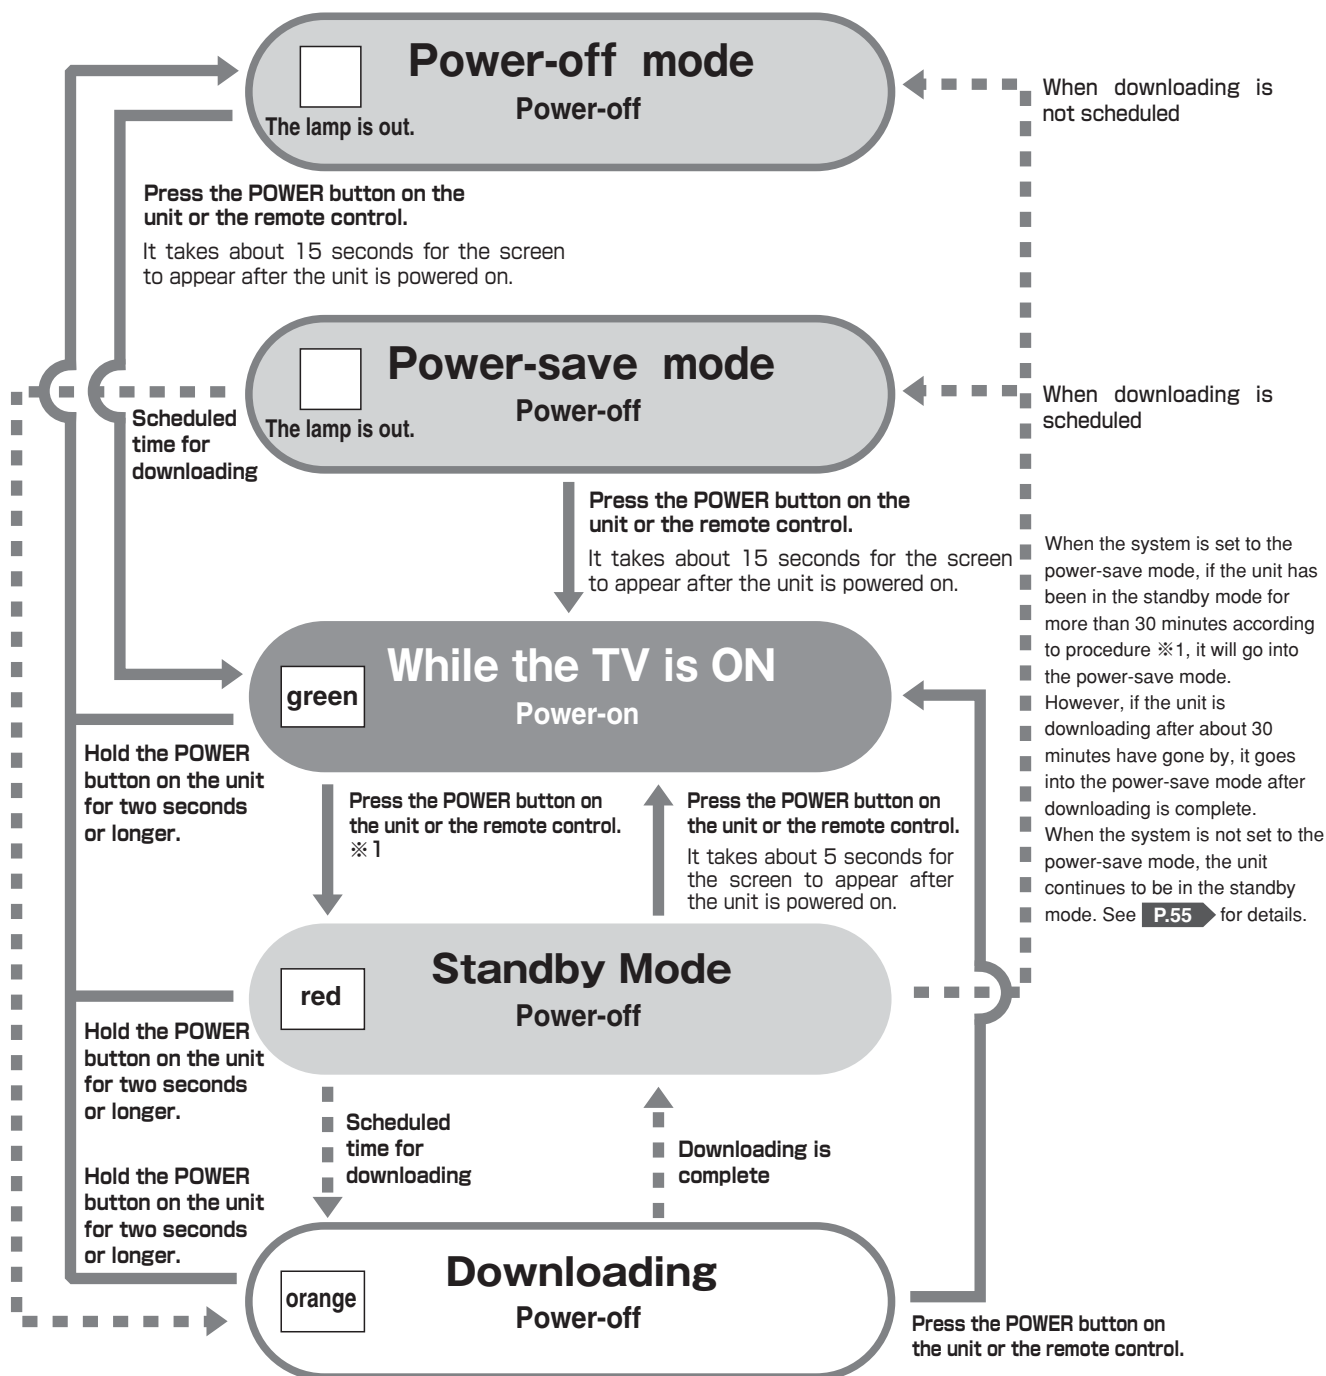 Power-off mode
Power-off
The lamp is out.
When downloading is
not scheduled
Press the POWER button on the
unit or the remote control.
It takes about 15 seconds for the screen
to appear after the unit is powered on.
Power-save mode
Power-off
The lamp is out.
When downloading is
scheduled
Scheduled
time for
downloading
Press the POWER button on the
unit or the remote control.
It takes about 15 seconds for the screen
to appear after the unit is powered on.
When the system is set to the
power-save mode, if the unit has
been in the standby mode for
more than 30 minutes according
to procedure ※1, it will go into
the power-save mode.
However, if the unit is
downloading after about 30
minutes have gone by, it goes
into the power-save mode after
downloading is complete.
When the system is not set to the
power-save mode, the unit
continues to be in the standby
mode. See P.55 for details.
While the TV is ON
green
Power-on
Hold the POWER
button on the unit
for two seconds
or longer.
Press the POWER button on
the unit or the remote control.
※1
Press the POWER button on
the unit or the remote control.
It takes about 5 seconds for
the screen to appear after
the unit is powered on.
Standby Mode
red
Power-off
Hold the POWER
button on the unit
for two seconds
or longer.
Scheduled
time for
downloading
Downloading is
complete
Hold the POWER
button on the unit
for two seconds
or longer.
Downloading
orange
Power-off
Press the POWER button on
the unit or the remote control.